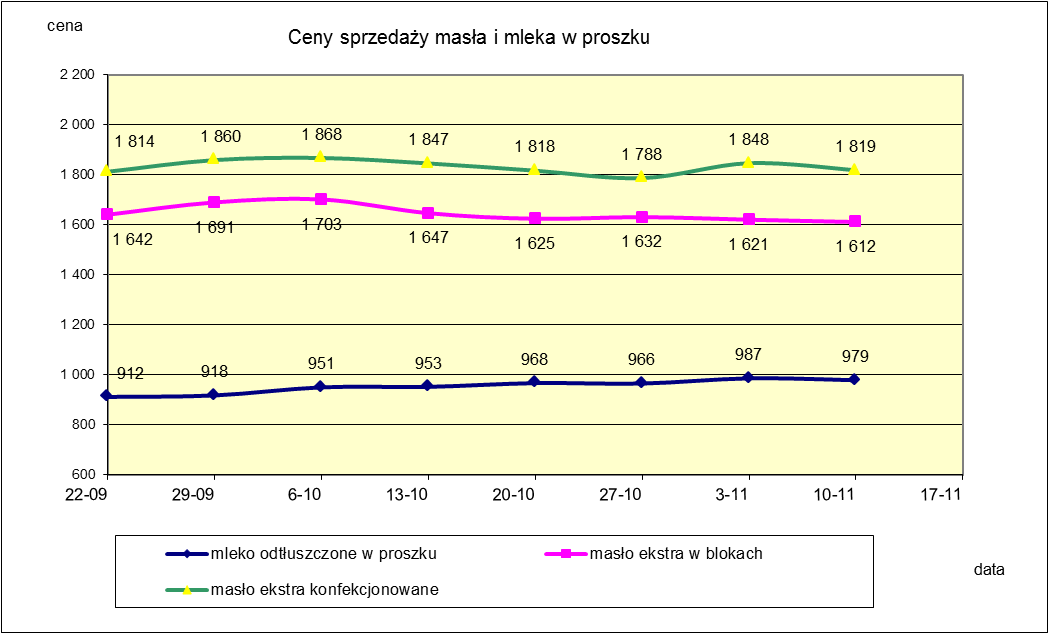 cena
Ceny sprzedaży masła i mleka w proszku
2 200
2 000
1 800
1 600
1 400
1 200
1 000
800
600
1 814 1 860 1 868 1 847 1 818 1 788 1 848 1 819
1 642 1 691 1 703 1 647 1 625 1 632 1 621 1 612
912 918 951 953 968 966 987 979
22-09 29-09 6-10 13-10 20-10 27-10 3-11 10-11 17-11
mleko odtłuszczone w proszku masło ekstra w blokach
masło ekstra konfekcjonowane
data